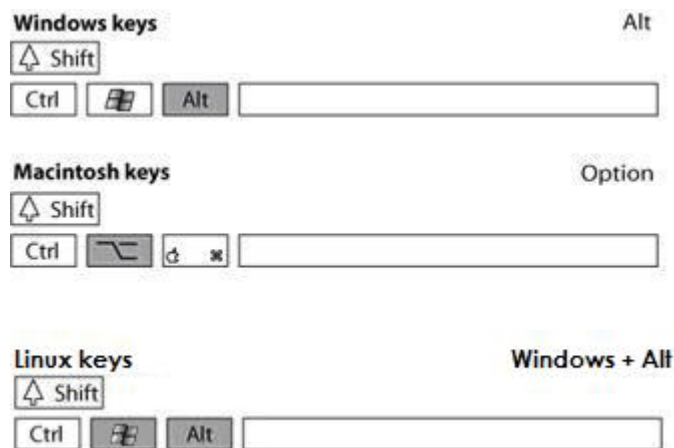 Windows keys Alt
Shift
Ctrl Alt
Macintosh keys Option
Shift
Ctrl ⌥ ⌘
Linux keys Windows + Alt
Shift
Ctrl Alt